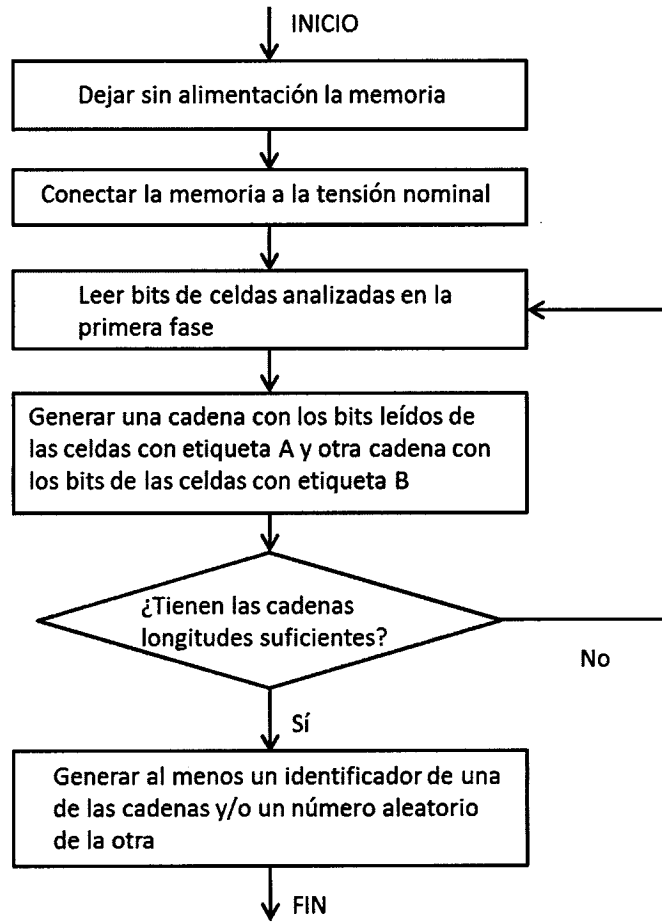 INICIO
Dejar sin alimentación la memoria
Conectar la memoria a la tensión nominal
Leer bits de celdas analizadas en la
primera fase
Generar una cadena con los bits leídos de
las celdas con etiqueta A y otra cadena con
los bits de las celdas con etiqueta B
¿Tienen las cadenas
longitudes suficientes?
No
Sí
Generar al menos un identificador de una
de las cadenas y/o un número aleatorio
de la otra
FIN